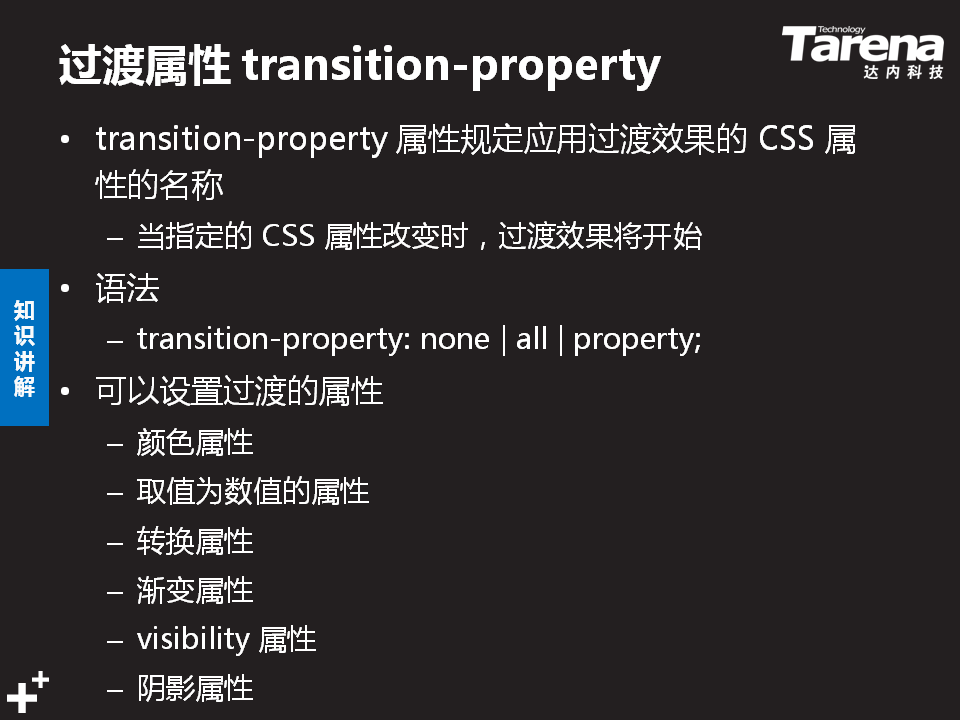 过渡属性 transition-property
Technology
Tarena
达内科技
• transition-property 属性规定应用过渡效果的 CSS 属
性的名称
– 当指定的 CSS 属性改变时，过渡效果将开始
• 语法
– transition-property: none | all | property;
• 可以设置过渡的属性
– 颜色属性
– 取值为数值的属性
– 转换属性
– 渐变属性
– visibility 属性
– 阴影属性
知
识
讲
解